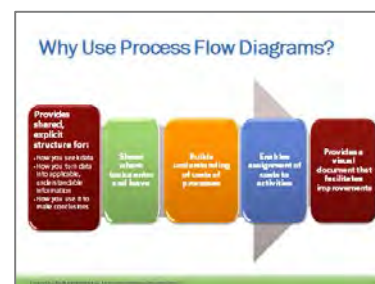 Why Use Process Flow Diagrams?
Provides
shared,
explicit
structure for:
• How you seek data
• How you turn data
into applicable,
understandable
information
• How you use it to
make conclusions
Shows
where
and leave
Builds
understanding
of costs of
processes
Enables
assignment of
costs to
activities
Provides a
visual
document that
facilitates
improvements